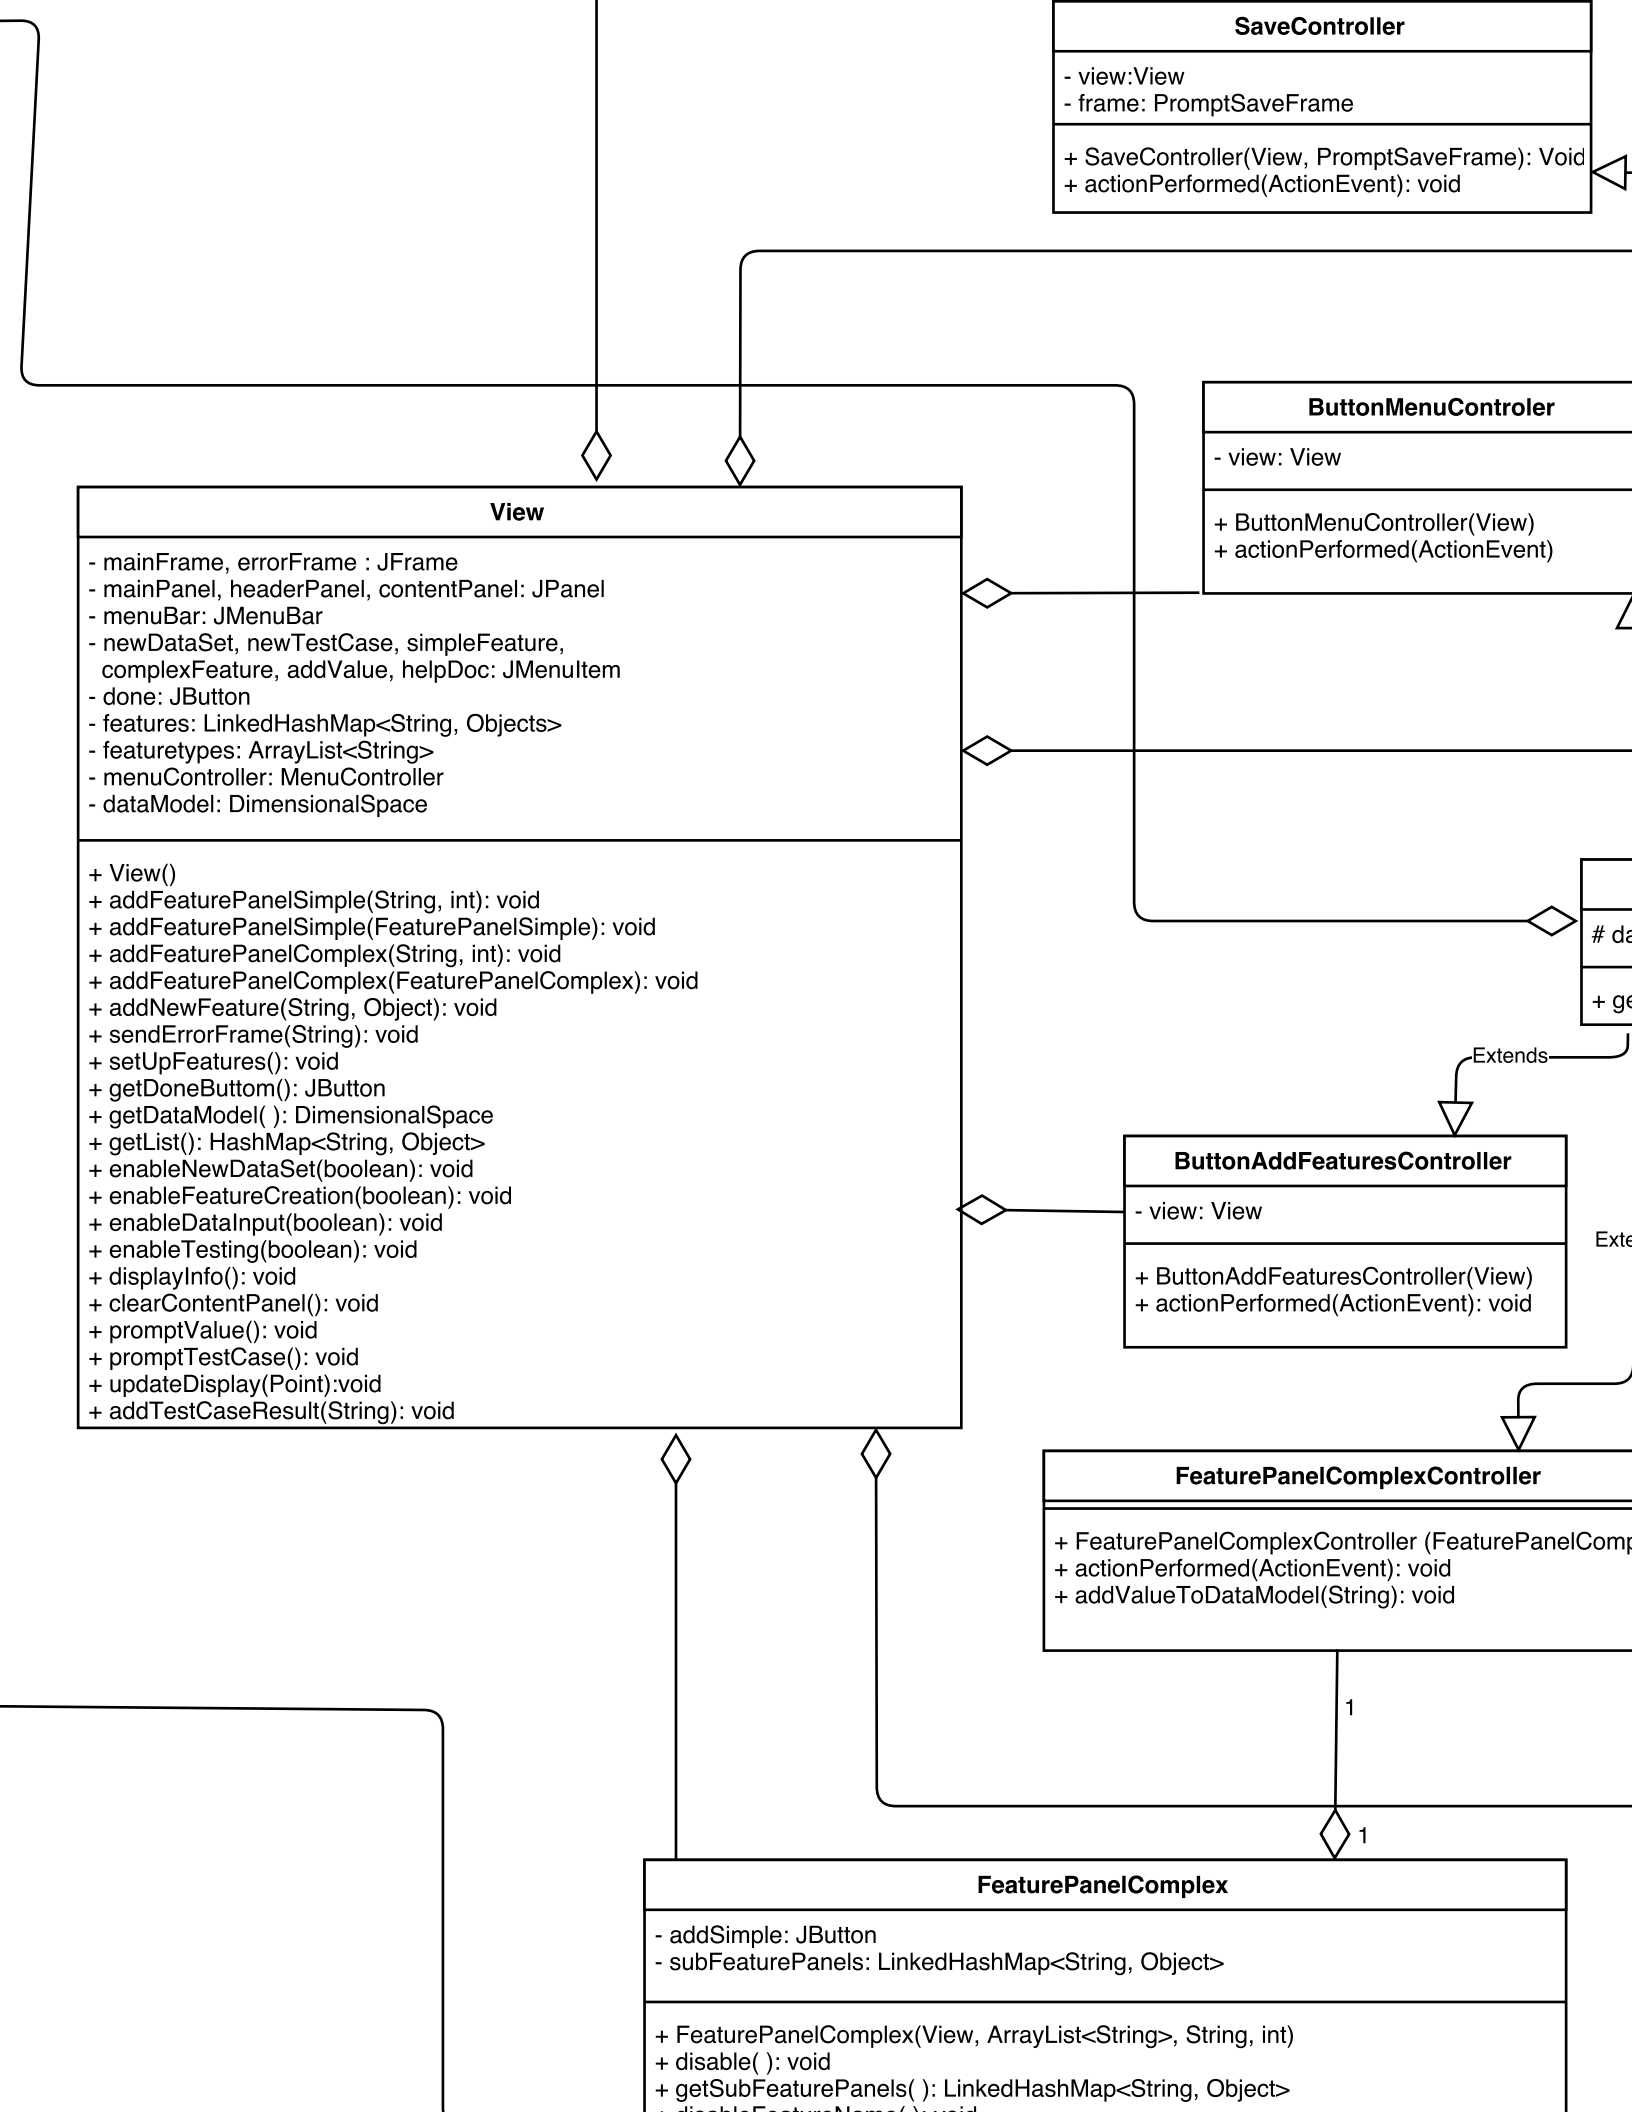 SaveController
- view:View
- frame: PromptSaveFrame
+ SaveController(View, PromptSaveFrame): Void
+ actionPerformed(ActionEvent): void
ButtonMenuControler
- view: View
+ ButtonMenuController(View)
+ actionPerformed(ActionEvent)
View
- mainFrame, errorFrame : JFrame
- mainPanel, headerPanel, contentPanel: JPanel
- menuBar: JMenuBar
- newDataSet, newTestCase, simpleFeature,
complexFeature, addValue, helpDoc: JMenuItem
- done: JButton
- features: LinkedHashMap<String, Objects>
- featuretypes: ArrayList<String>
- menuController: MenuController
- dataModel: DimensionalSpace
+ View()
+ addFeaturePanelSimple(String, int): void
+ addFeaturePanelSimple(FeaturePanelSimple): void
+ addFeaturePanelComplex(String, int): void
+ addFeaturePanelComplex(FeaturePanelComplex): void
+ addNewFeature(String, Object): void
+ sendErrorFrame(String): void
+ setUpFeatures(): void
+ getDoneButtom(): JButton
+ getDataModel( ): DimensionalSpace
+ getList(): HashMap<String, Object>
+ enableNewDataSet(boolean): void
+ enableFeatureCreation(boolean): void
+ enableDataInput(boolean): void
+ enableTesting(boolean): void
+ displayInfo(): void
+ clearContentPanel(): void
+ promptValue(): void
+ promptTestCase(): void
+ updateDisplay(Point):void
+ addTestCaseResult(String): void
# da
+ ge
Extends
ButtonAddFeaturesController
- view: View
+ ButtonAddFeaturesController(View)
+ actionPerformed(ActionEvent): void
Exte
FeaturePanelComplexController
+ FeaturePanelComplexController (FeaturePanelComp
+ actionPerformed(ActionEvent): void
+ addValueToDataModel(String): void
1
1
FeaturePanelComplex
- addSimple: JButton
- subFeaturePanels: LinkedHashMap<String, Object>
+ FeaturePanelComplex(View, ArrayList<String>, String, int)
+ disable( ): void
+ getSubFeaturePanels( ): LinkedHashMap<String, Object>
+ disableFeatureName( ): void